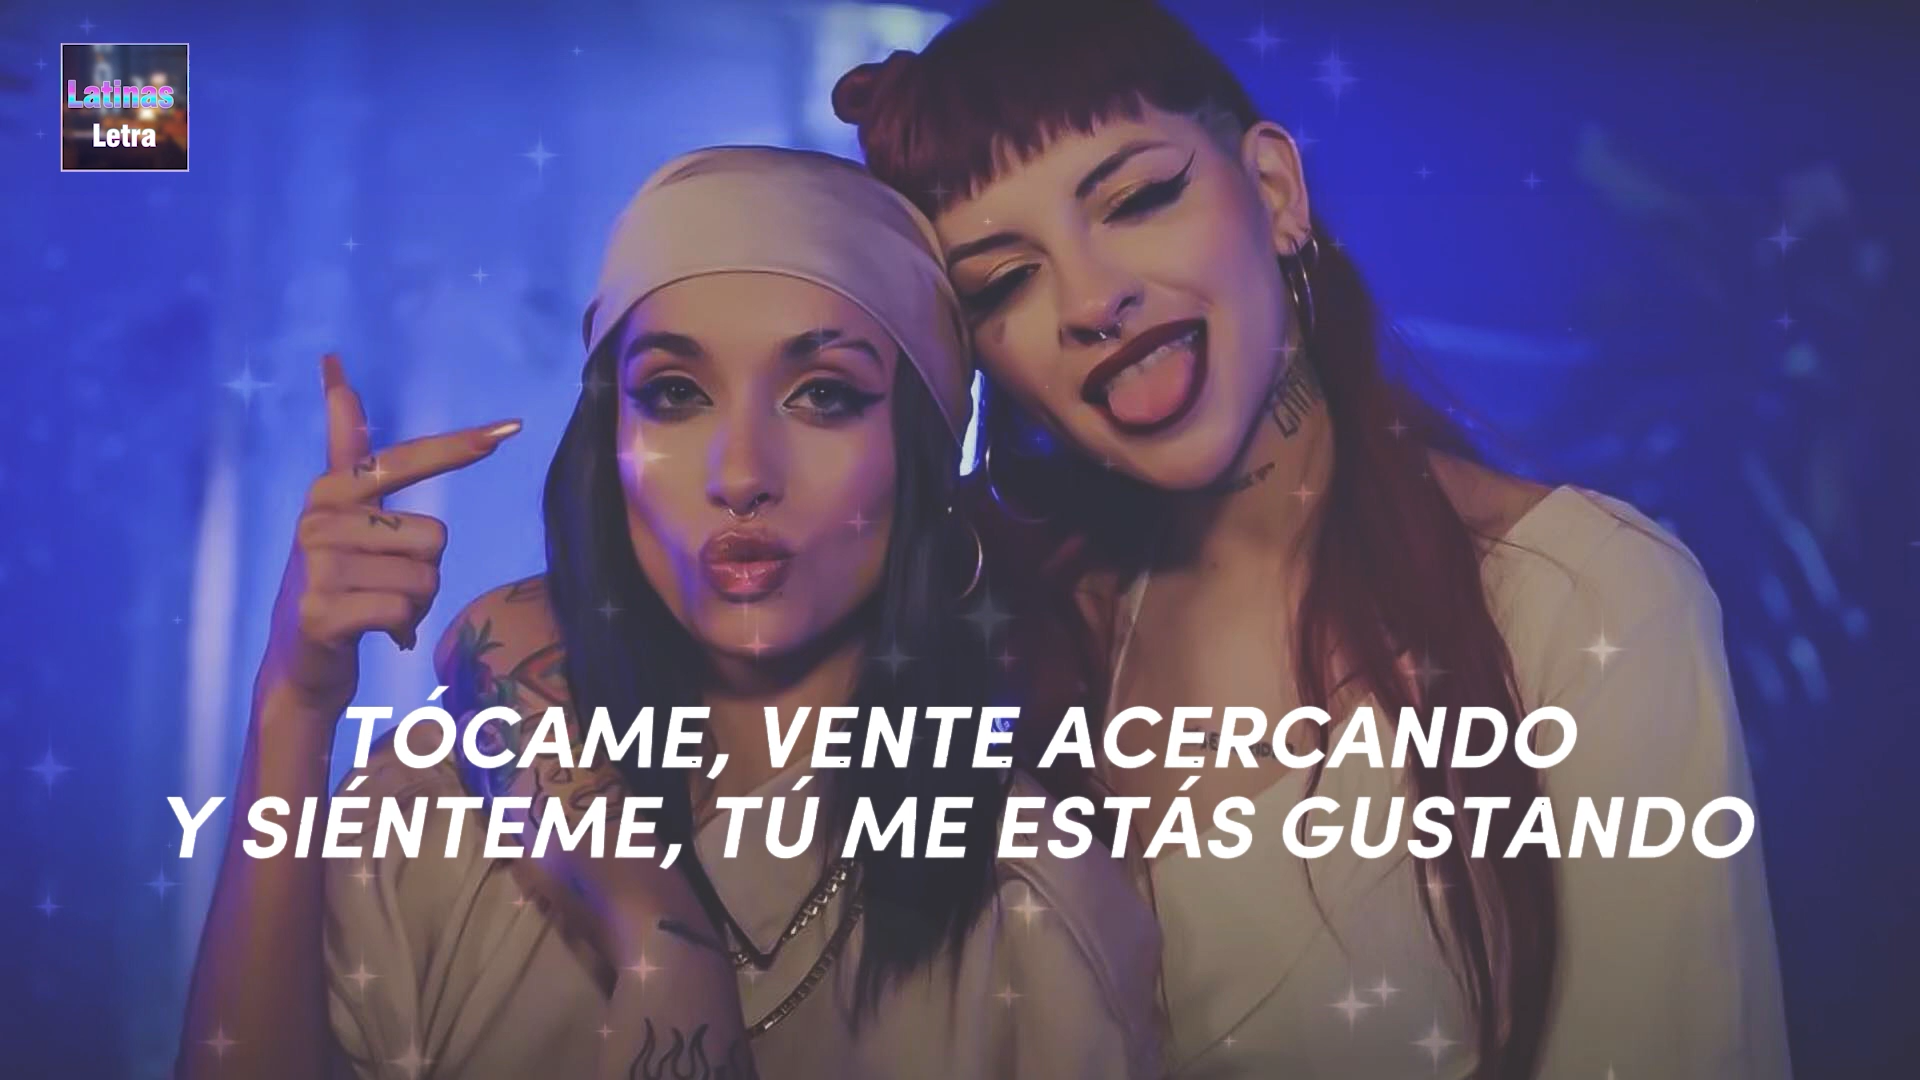 Latinas
Letra
TÓCAME, VENTE ACERCANDO
Y SIÉNTEME, TÚ ME ESTÁS GUSTANDO